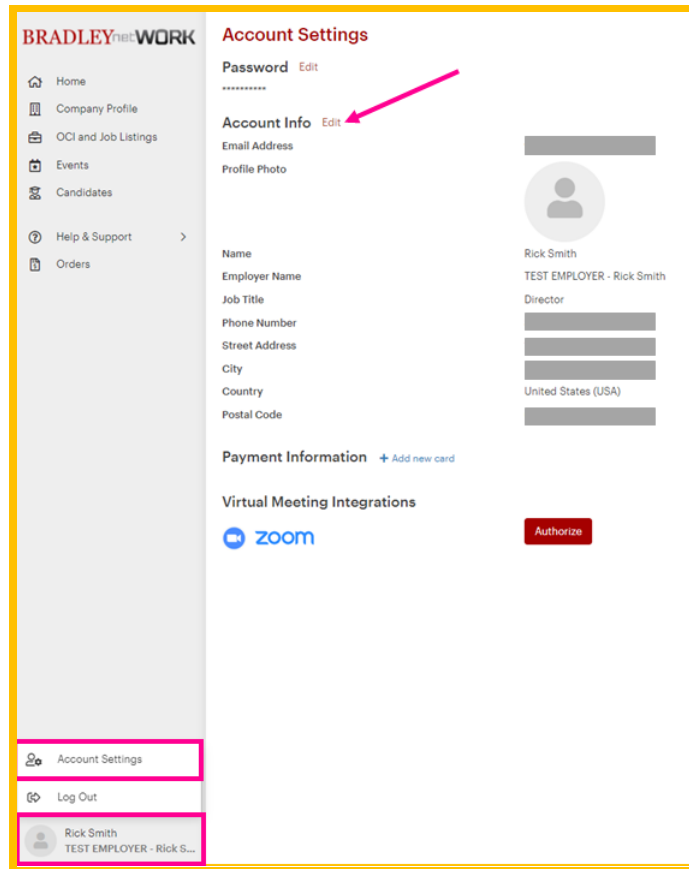 BRADLEYnetWORK
Home
Company Profile
OCI and Job Listings
Events
Candidates
Help & Support
Orders
Account Settings
Log Out
Rick Smith
TEST EMPLOYER - Rick S...
Account Settings
Password Edit
**********
Account Info Edit
Email Address
Profile Photo
Name Rick Smith
Employer Name TEST EMPLOYER - Rick Smith
Job Title Director
Phone Number
Street Address
City
Country United States (USA)
Postal Code
Payment Information + Add new card
Virtual Meeting Integrations
zoom Authorize